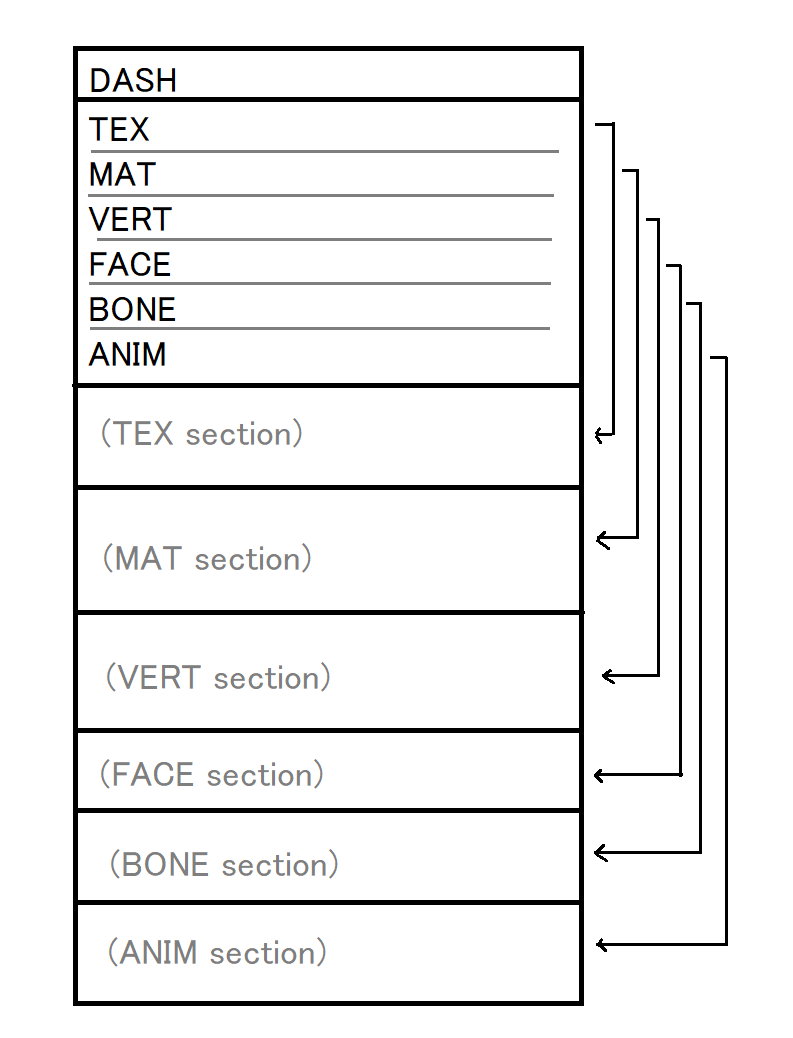 DASH
TEX
MAT
VERT
FACE
BONE
ANIM
(TEX section)
(MAT section)
(VERT section)
(FACE section)
(BONE section)
(ANIM section)